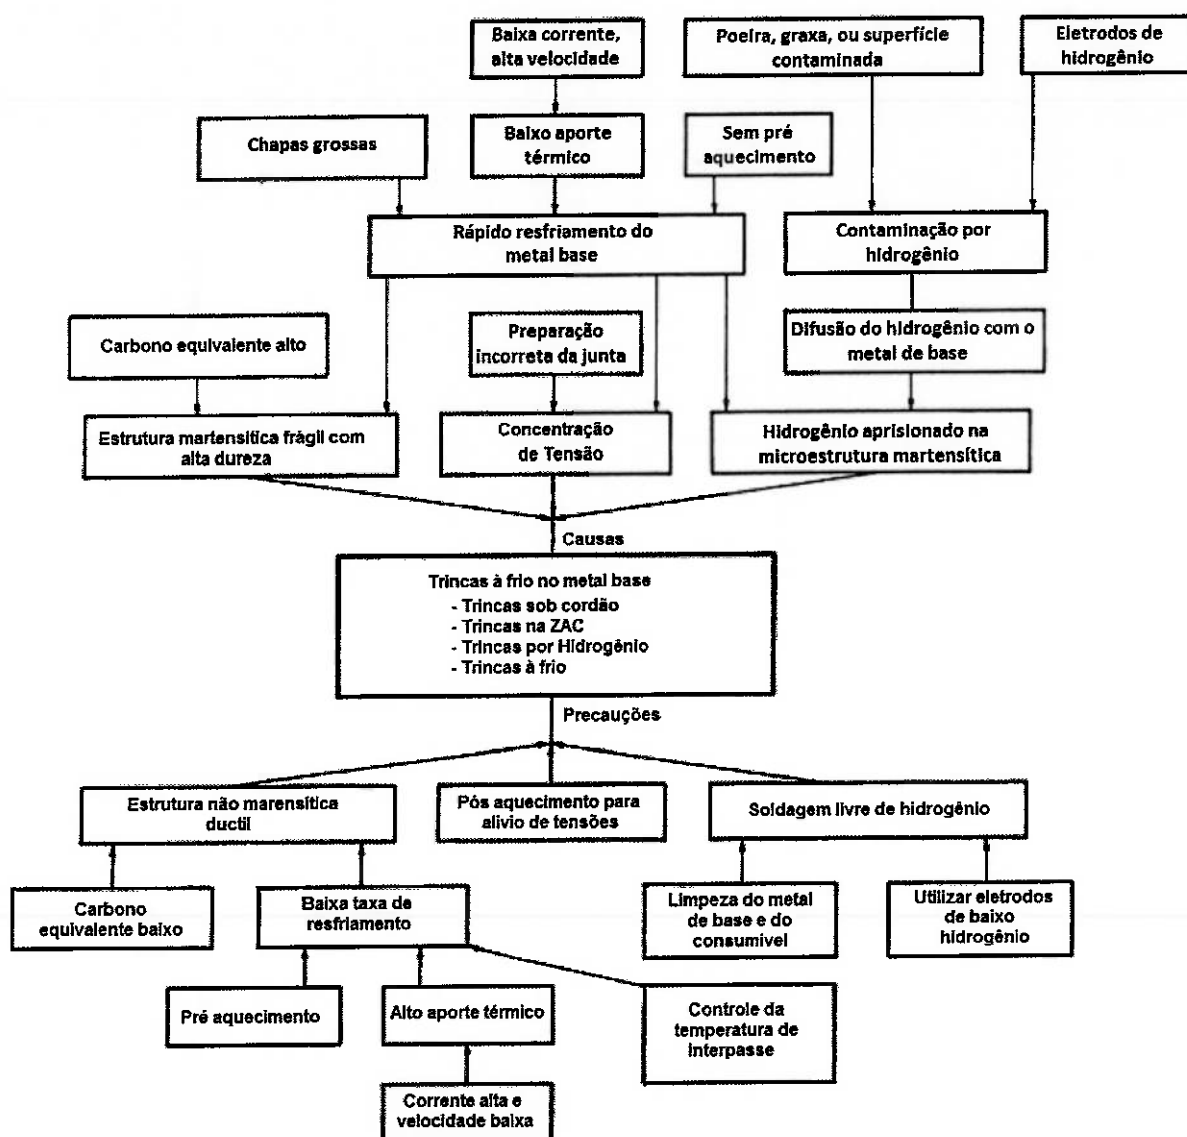 Baixa corrente,
alta velocidade
Poeira, graxa, ou superfície
contaminada
Eletrodos de
hidrogênio
Chapas grossas
Baixo aporte
térmico
Sem pré
aquecimento
Rápido resfriamento do
metal base
Contaminação por
hidrogênio
Carbono equivalente alto
Preparação
incorreta da junta
Difusão do hidrogênio com o
metal de base
Estrutura martensitica frágil com
alta dureza
Concentração
de Tensão
Hidrogênio aprisionado na
microestrutura martensítica
Causas
Trincas à frio no metal base
- Trincas sob cordão
- Trincas na ZAC
- Trincas por Hidrogênio
- Trincas à frio
Precauções
Estrutura não marensitica
ductil
Pós aquecimento para
alivio de tensões
Soldagem livre de hidrogênio
Carbono
equivalente baixo
Baixa taxa de
resfriamento
Limpeza do metal
de base e do
consumivel
Utilizar eletrodos
de baixo
hidrogênio
Pré aquecimento
Alto aporte térmico
Controle da
temperatura de
interpasse
Corrente alta e
velocidade baixa